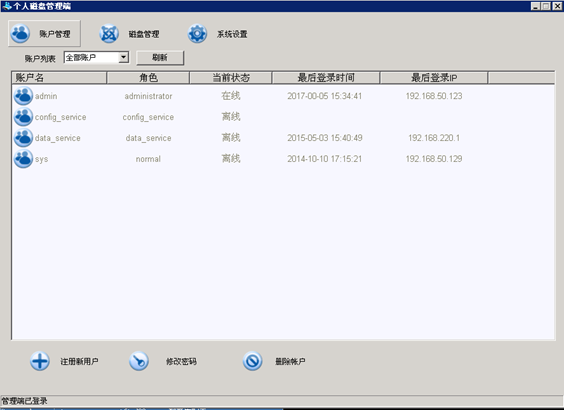 个人磁盘管理端
账户管理 磁盘管理 系统设置
账户列表 全部账户 刷新
账户名 角色 当前状态 最后登录时间 最后登录IP
admin administrator 在线 2017-00-05 15:34:41 192.168.50.123
config_service config_service 离线
data_service data_service 离线 2015-05-03 15:40:49 192.168.220.1
sys normal 离线 2014-10-10 17:15:21 192.168.50.129
注册新用户 修改密码 删除帐户
管理端已登录